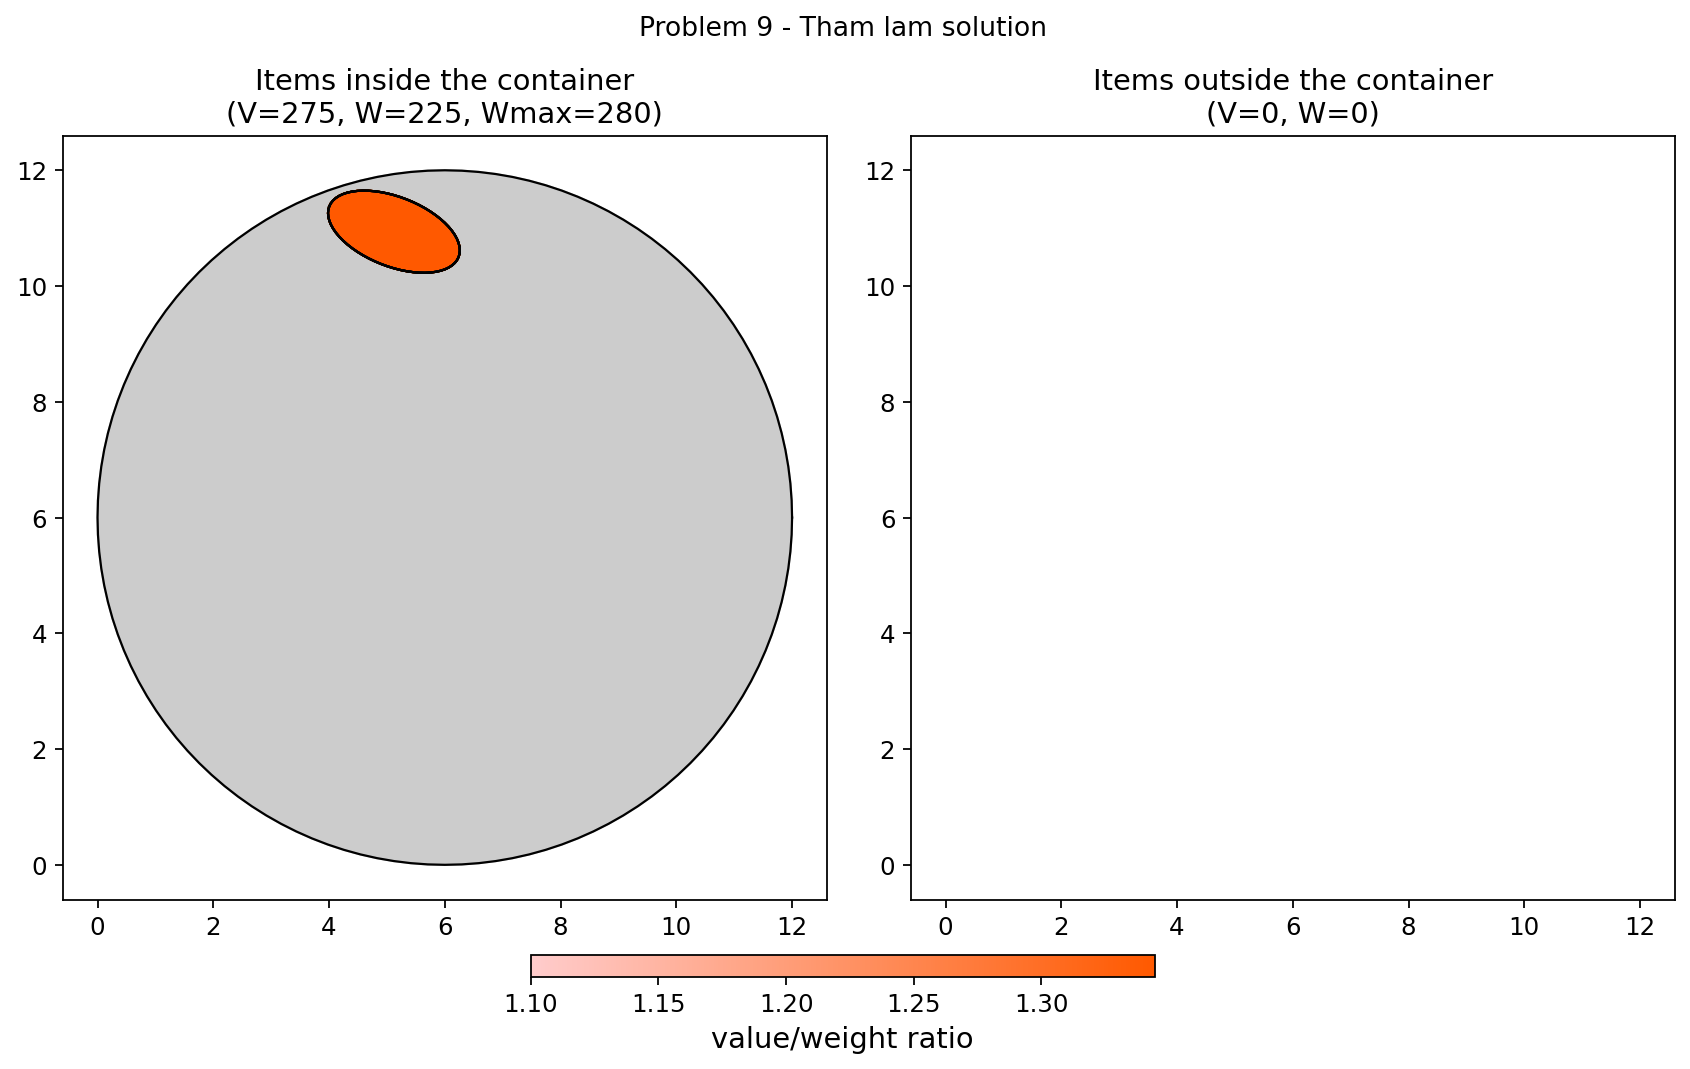 Problem 9 - Tham lam solution
Items inside the container
(V=275, W=225, Wmax=280)
Items outside the container
(V=0, W=0)
12
10
8
6
4
2
0
0 2 4 6 8 10 12
12
10
8
6
4
2
0
0 2 4 6 8 10 12
1.10 1.15 1.20 1.25 1.30
value/weight ratio